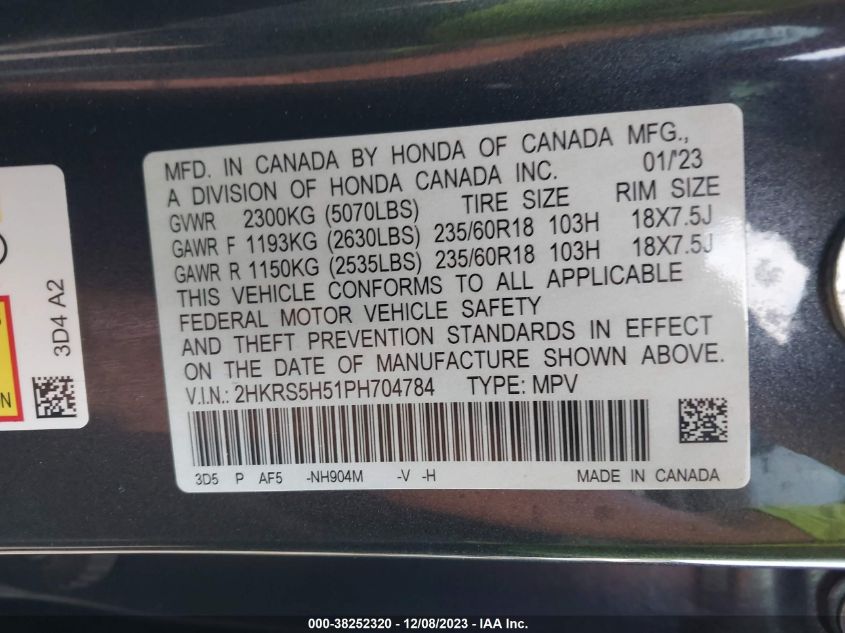 MFD. IN CANADA BY HONDA OF CANADA MFG.,
A DIVISION OF HONDA CANADA INC. 01/'23
GVWR 2300KG (5070LBS) TIRE SIZE RIM SIZE
GAWR F 1193KG (2630LBS) 235/60R18 103H 18X7.5J
GAWR R 1150KG (2535LBS) 235/60R18 103H 18X7.5J
THIS VEHICLE CONFORMS TO ALL APPLICABLE
FEDERAL MOTOR VEHICLE SAFETY
AND THEFT PREVENTION STANDARDS IN EFFECT
ON THE DATE OF MANUFACTURE SHOWN ABOVE.
V.I.N.: 2HKRS5H51PH704784 TYPE: MPV
3D5 P AF5 -NH904M -V -H MADE IN CANADA
3D4 A2
000-38252320 - 12/08/2023 - IAA Inc.